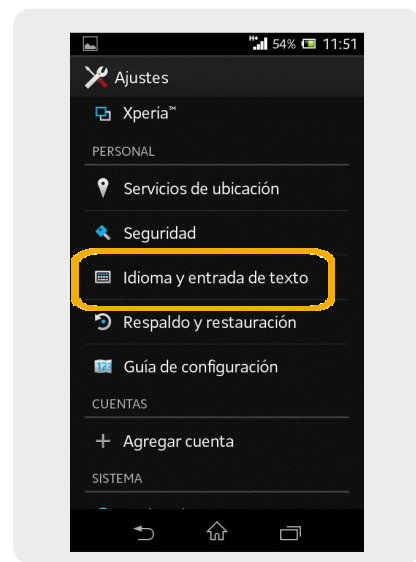 H+ 54% 11:51
Ajustes
Xperia™
PERSONAL
Servicios de ubicación
Seguridad
Idioma y entrada de texto
Respaldo y restauración
Guía de configuración
CUENTAS
Agregar cuenta
SISTEMA